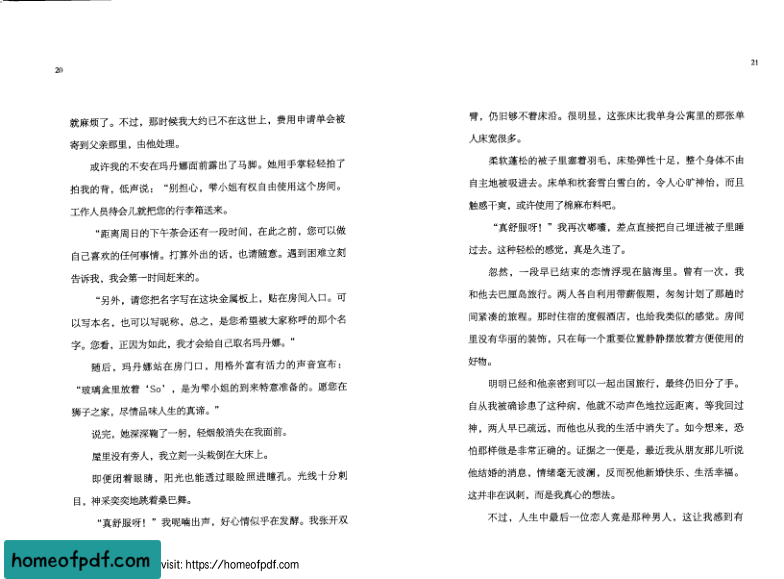 20
就麻烦了。不过，那时候我大约已不在这世上，费用申请单会被
寄到父亲那里，由他处理。
或许我的不安在玛丹娜面前露出了马脚。她用手掌轻轻拍了
拍我的背，低声说：“别担心，雫小姐有权自由使用这个房间。
工作人员待会儿就把您的行李箱送来。
“距离周日的下午茶会还有一段时间，在此之前，您可以做
自己喜欢的任何事情。打算外出的话，也请随意。遇到困难立刻
告诉我，我会第一时间赶来的。
“另外，请您把名字写在这块金属板上，贴在房间入口。可
以写本名，也可以写昵称，总之，是您希望被大家称呼的那个名
字。您看，正因为如此，我才会给自己取名玛丹娜。”
随后，玛丹娜站在房门口，用格外富有活力的声音宣布：
“玻璃盒里放着‘So’，是为雫小姐的到来特意准备的。愿您在
狮子之家，尽情品味人生的真谛。”
说完，她深深鞠了一躬，轻烟般消失在我面前。
屋里没有旁人，我立刻一头栽倒在大床上。
即便闭着眼睛，阳光也能透过眼睑照进瞳孔。光线十分刺
目，神采奕奕地跳着桑巴舞。
“真舒服呀！”我呢喃出声，好心情似乎在发酵。我张开双
21
臂，仍旧够不着床沿。很明显，这张床比我单身公寓里的那张单
人床宽很多。
柔软蓬松的被子里塞着羽毛，床垫弹性十足，整个身体不由
自主地被吸进去。床单和枕套雪白雪白的，令人心旷神怡，而且
触感干爽，或许使用了棉麻布料吧。
“真舒服呀！”我再次嘟囔，差点直接把自己埋进被子里睡
过去。这种轻松的感觉，真是久违了。
忽然，一段早已结束的恋情浮现在脑海里。曾有一次，我
和他去巴厘岛旅行。两人各自利用带薪假期，匆匆计划了那趟时
间紧凑的旅程。那时住宿的度假酒店，也给我类似的感觉。房间
里没有华丽的装饰，只在每一个重要位置静静摆放着方便使用的
好物。
明明已经和他亲密到可以一起出国旅行，最终仍旧分了手。
自从我被确诊患了这种病，他就不动声色地拉远距离，等我回过
神，两人早已疏远，而他也从我的生活中消失了。如今想来，恐
怕那样做是非常正确的。证据之一便是，最近我从朋友那儿听说
他结婚的消息，情绪毫无波澜，反而祝他新婚快乐、生活幸福。
这并非在讽刺，而是我真心的想法。
不过，人生中最后一位恋人竟是那种男人，这让我感到有
homeofpdf.com
visit: https://homeofpdf.com